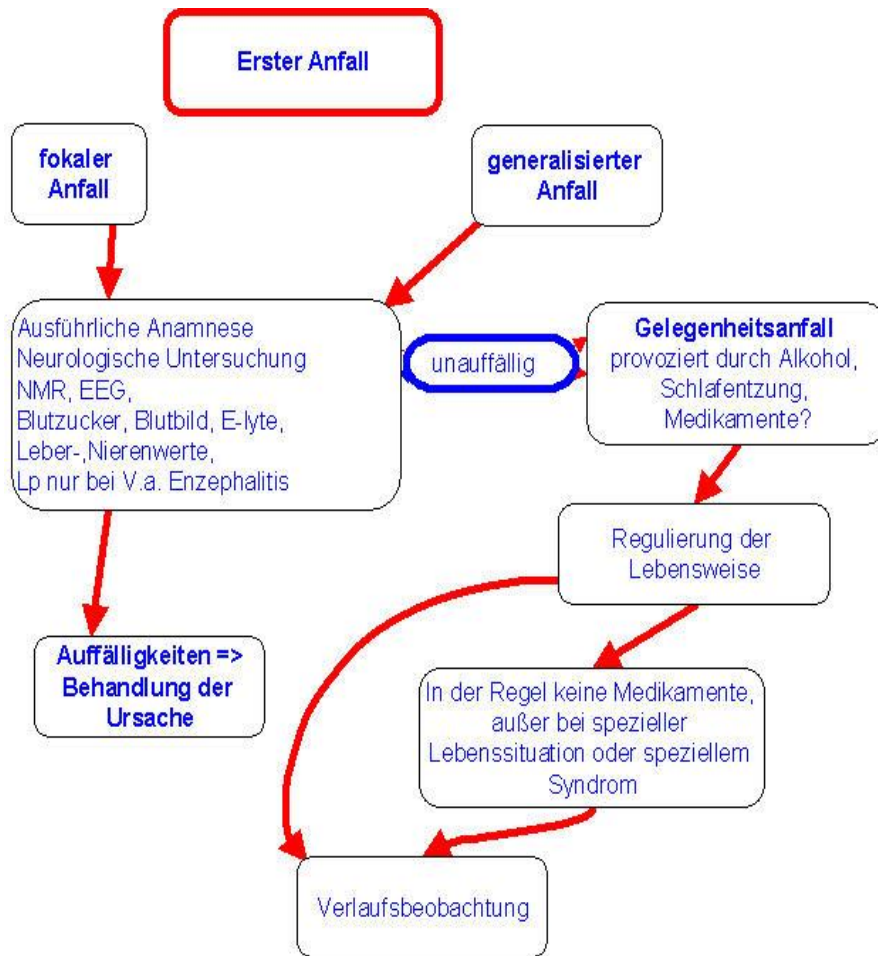 Erster Anfall
fokaler
Anfall
generalisierter
Anfall
Ausführliche Anamnese
Neurologische Untersuchung
NMR, EEG,
Blutzucker, Blutbild, E-lyte,
Leber-,Nierenwerte,
Lp nur bei V.a. Enzephalitis
unauffällig
Gelegenheitsanfall
provoziert durch Alkohol,
Schlafentzung,
Medikamente?
Regulierung der
Lebensweise
Auffälligkeiten =>
Behandlung der
Ursache
In der Regel keine Medikamente,
außer bei spezieller
Lebenssituation oder speziellem
Syndrom
Verlaufsbeobachtung